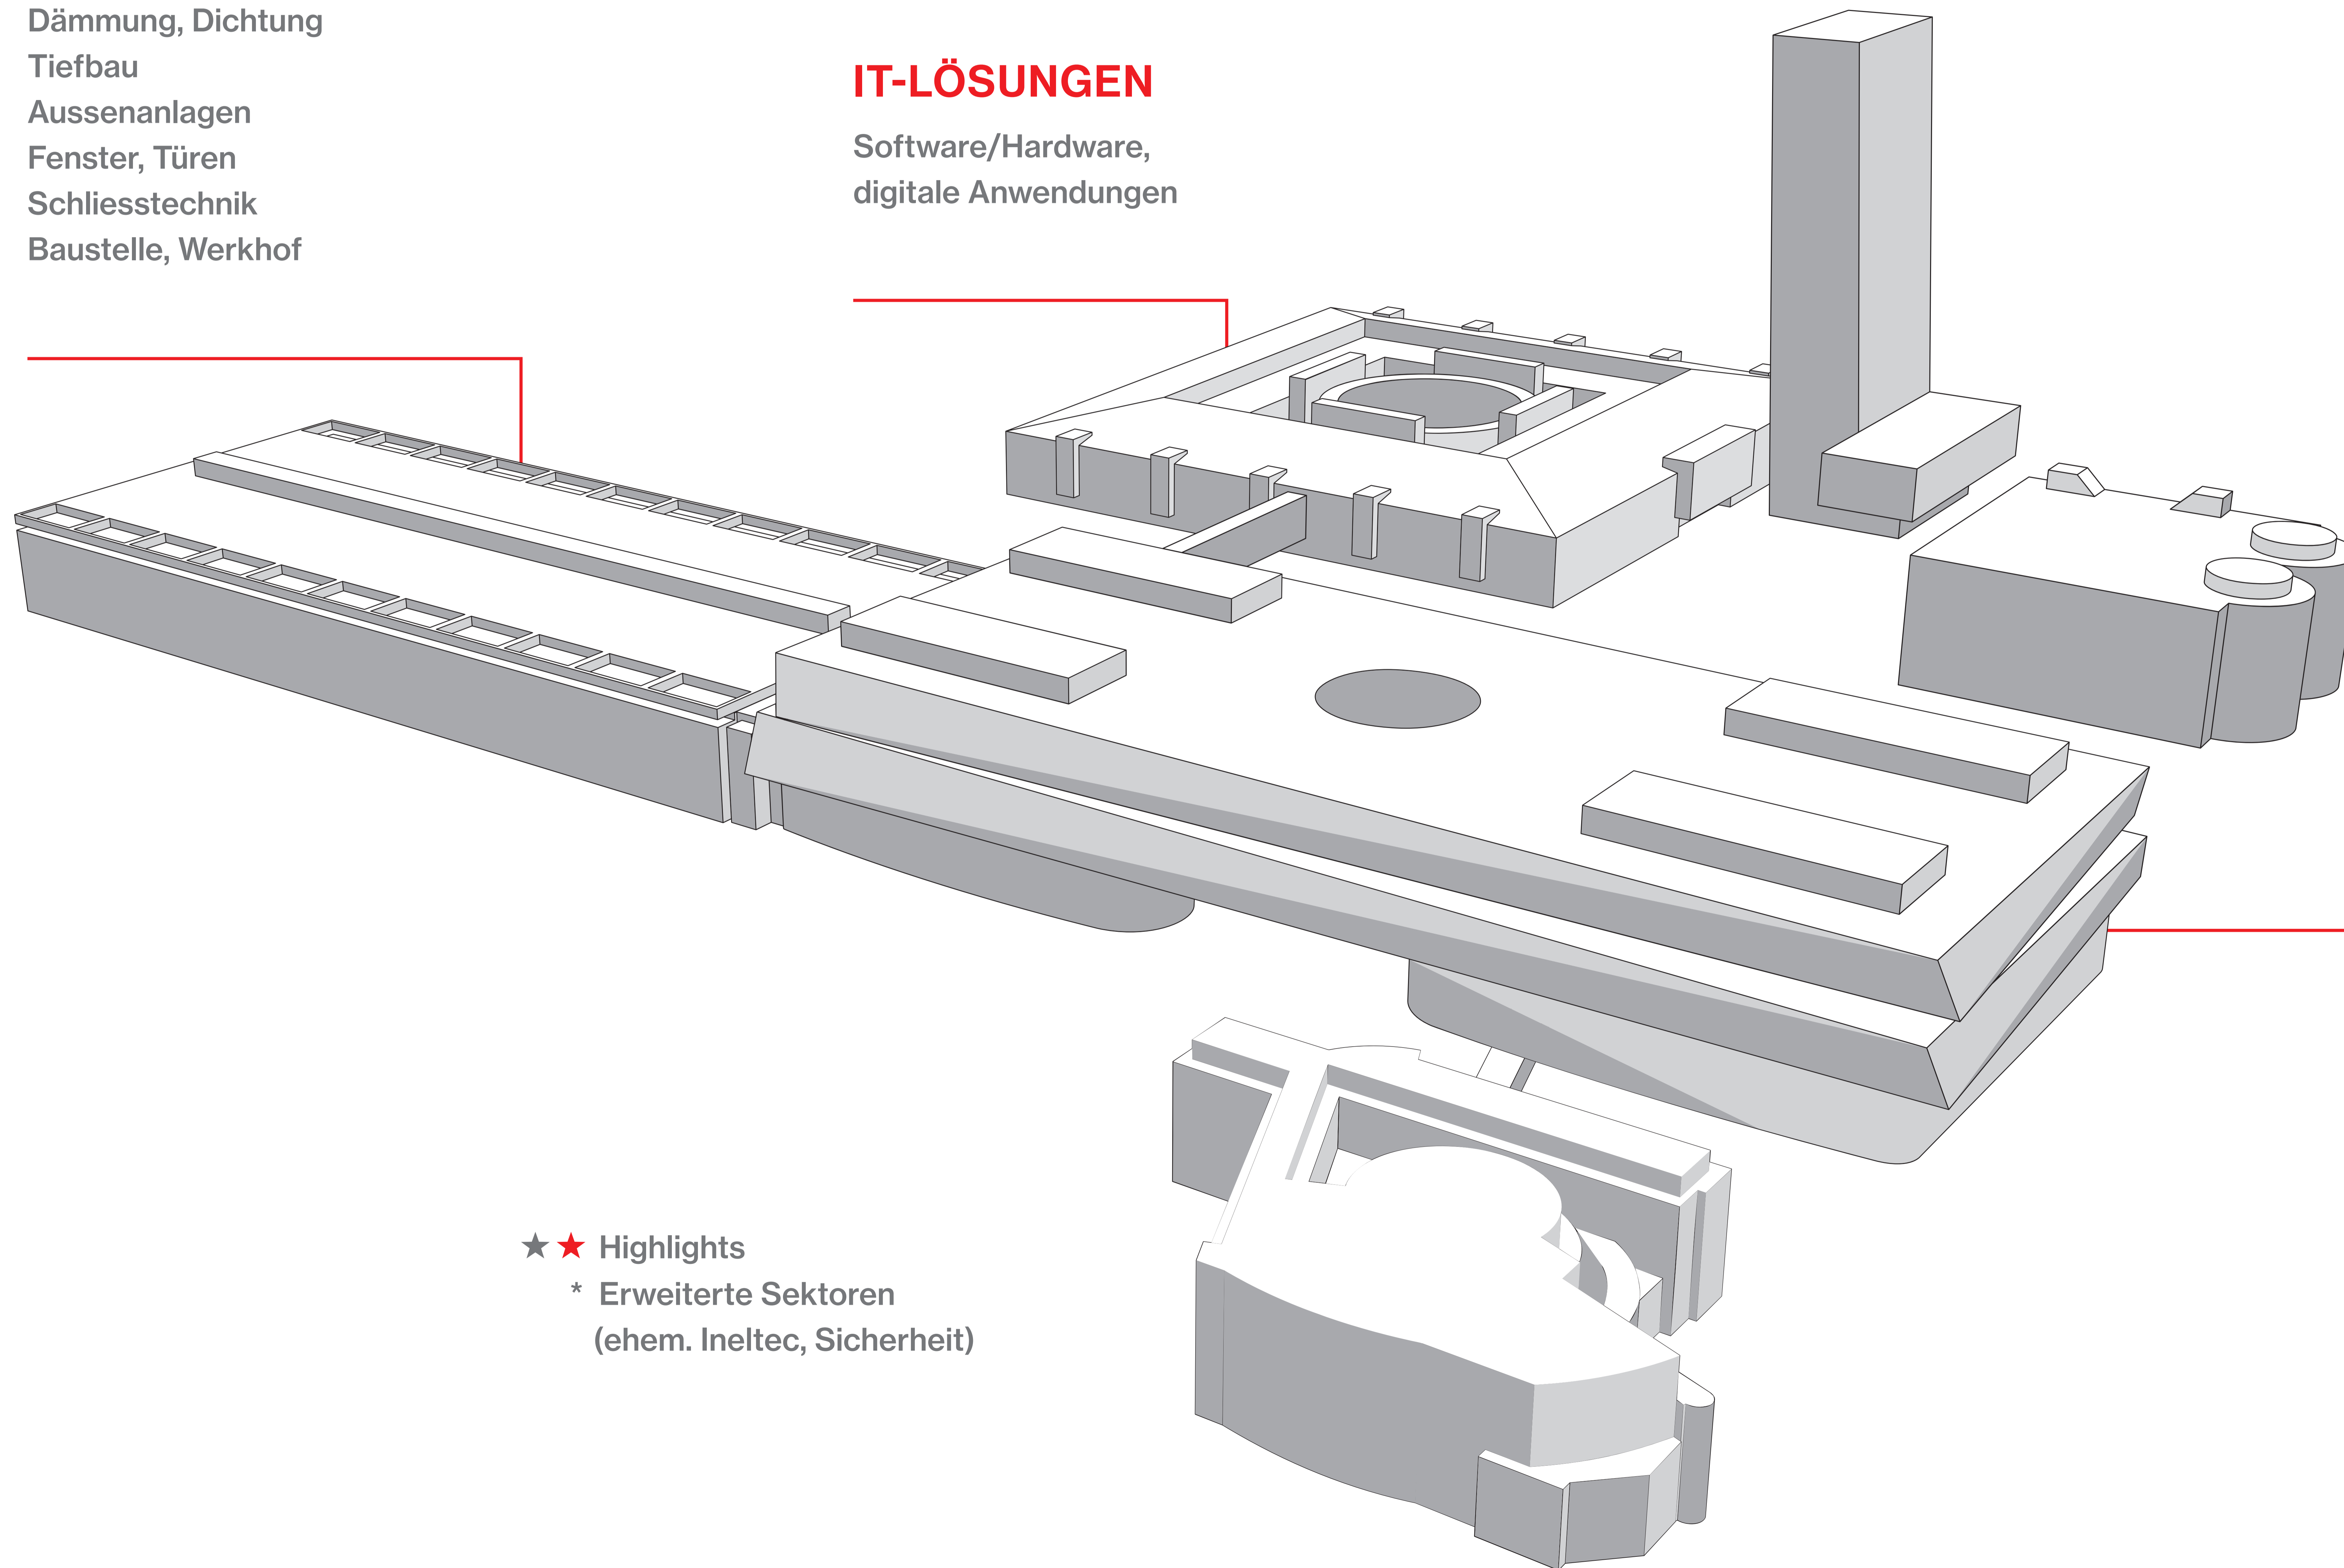 Dämmung, Dichtung
Tiefbau
Aussenanlagen
Fenster, Türen
Schliesstechnik
Baustelle, Werkhof
IT-LÖSUNGEN
Software/Hardware,
digitale Anwendungen
★★ Highlights
* Erweiterte Sektoren
(ehem. Ineltec, Sicherheit)